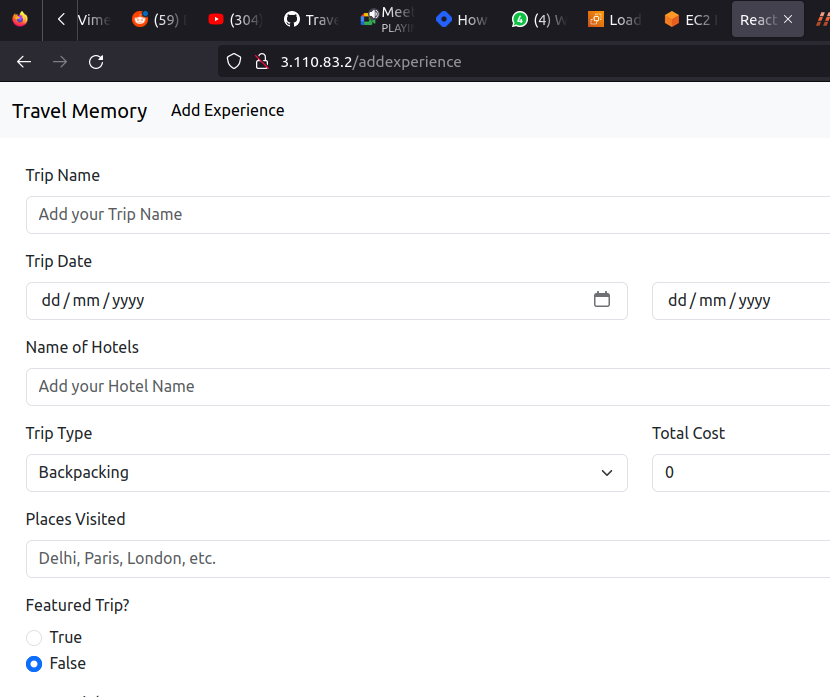 Vime (59) (304) Trave Meet PLAYIN How (4) W Load EC2 React
3.110.83.2/addexperience
Travel Memory Add Experience
Trip Name
Add your Trip Name
Trip Date
dd / mm / yyyy dd / mm / yyyy
Name of Hotels
Add your Hotel Name
Trip Type Total Cost
Backpacking 0
Places Visited
Delhi, Paris, London, etc.
Featured Trip?
True
False